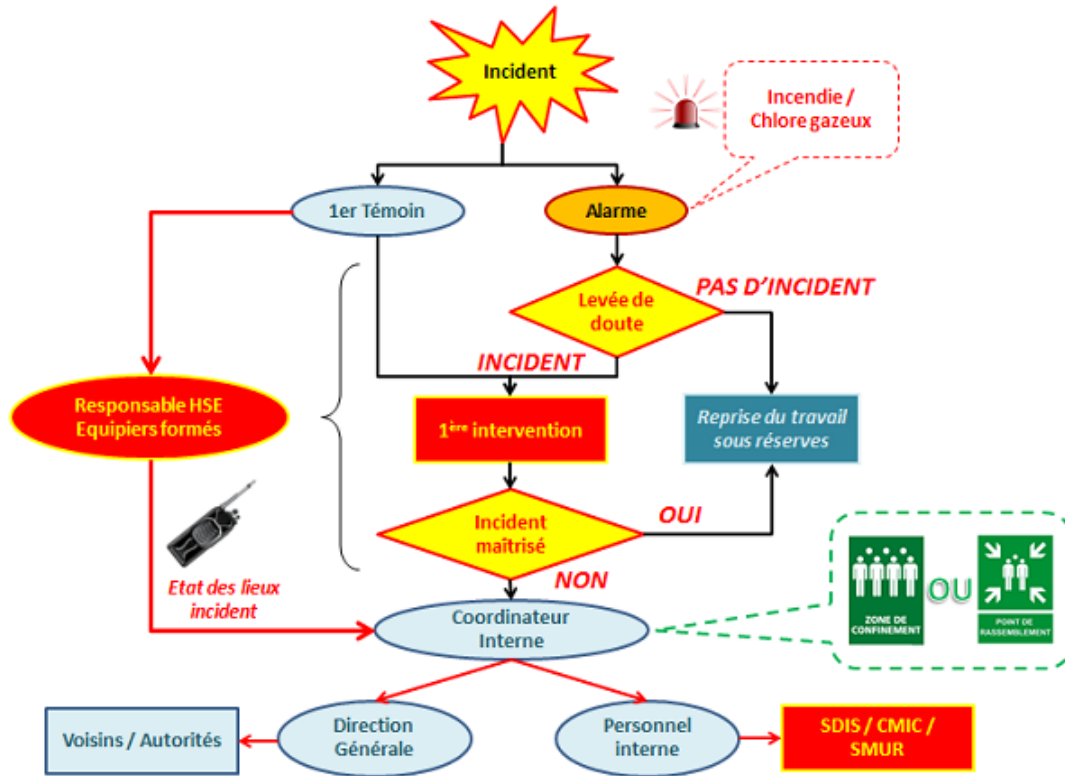 Incident
Incendie /
Chlore gazeux
1er Témoin
Alarme
PAS D'INCIDENT
Levée de
doute
INCIDENT
Responsable HSE
Equipiers formés
1ère intervention
Reprise du travail
sous réserves
Incident
maîtrisé
OUI
NON
Etat des lieux
incident
Coordinateur
Interne
ZONE DE
CONFINEMENT
OU
POINT DE
RASSEMBLEMENT
Voisins / Autorités
Direction
Générale
Personnel
interne
SDIS / CMIC /
SMUR